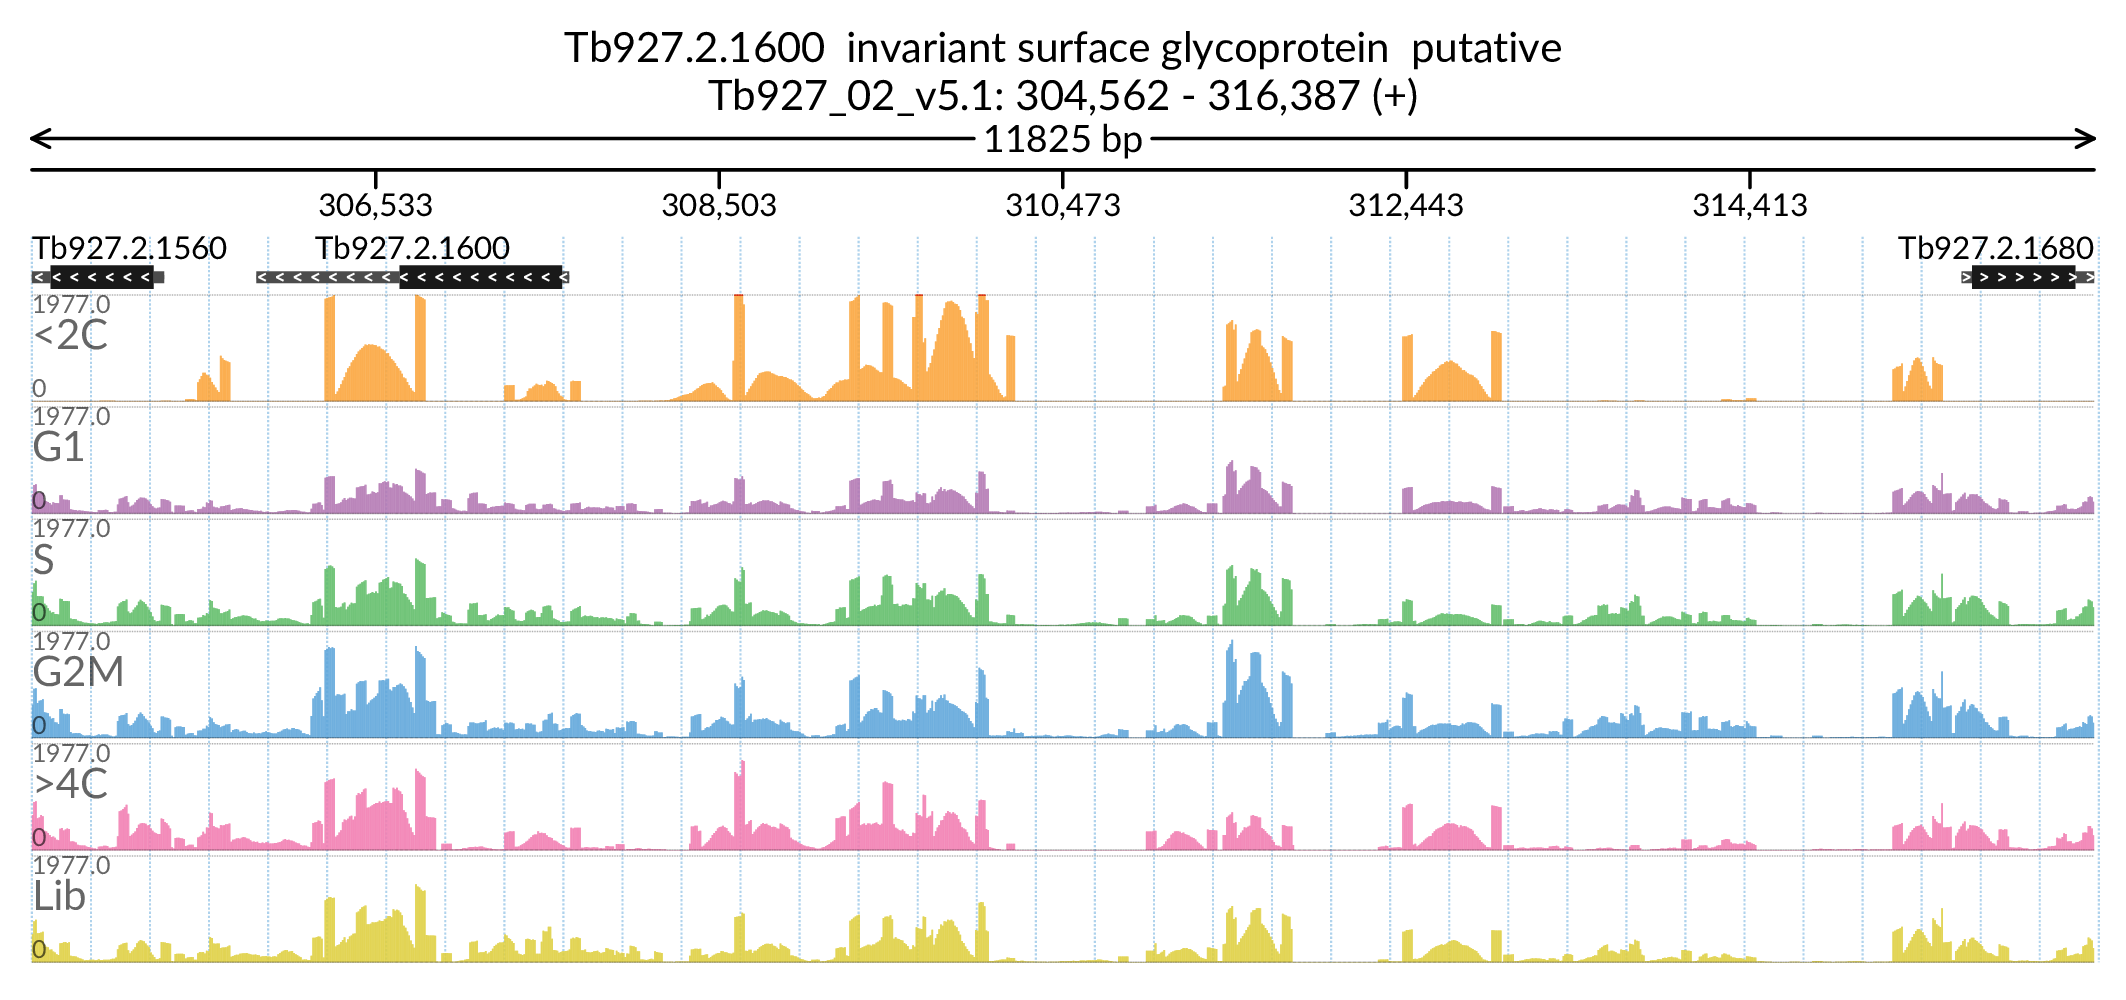 Tb927.2.1600  invariant surface glycoprotein  putative
Tb927_02_v5.1: 304,562 - 316,387 (+)
11825 bp
306,533 308,503 310,473 312,443 314,413
Tb927.2.1560 Tb927.2.1600 Tb927.2.1680
1977.0
<2C
0
1977.0
G1
0
1977.0
S
0
1977.0
G2M
0
1977.0
>4C
0
1977.0
Lib
0